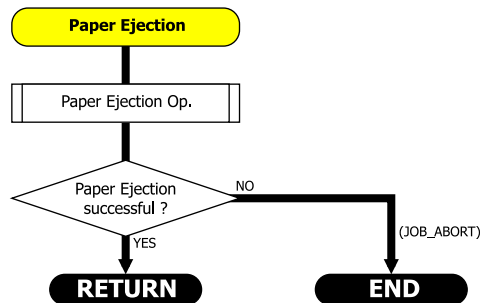 Paper Ejection
Paper Ejection Op.
Paper Ejection
successful ?
NO
YES
(JOB_ABORT)
RETURN
END